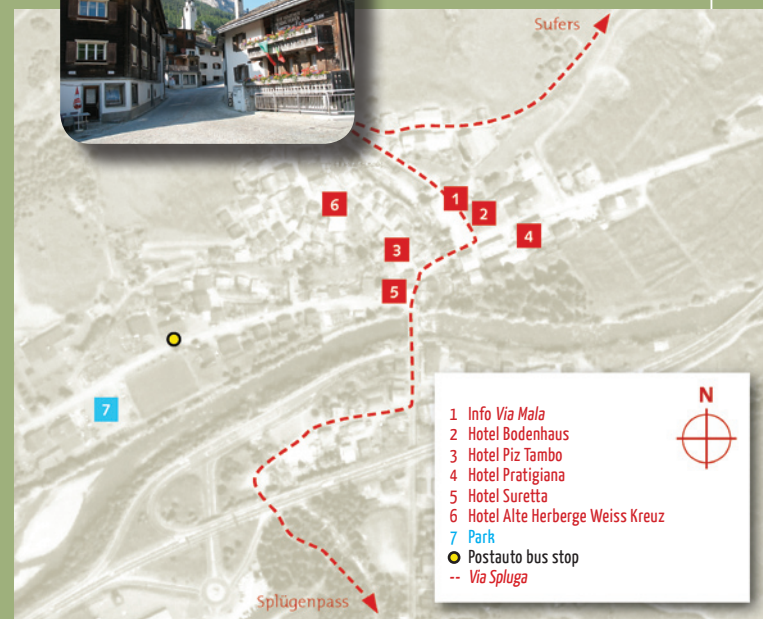 Sufers
1
2
6
4
3
5
7
N
1 Info Via Mala
2 Hotel Bodenhaus
3 Hotel Piz Tambo
4 Hotel Pratigiana
5 Hotel Suretta
6 Hotel Alte Herberge Weiss Kreuz
7 Park
Postauto bus stop
-- Via Spluga
Splügenpass